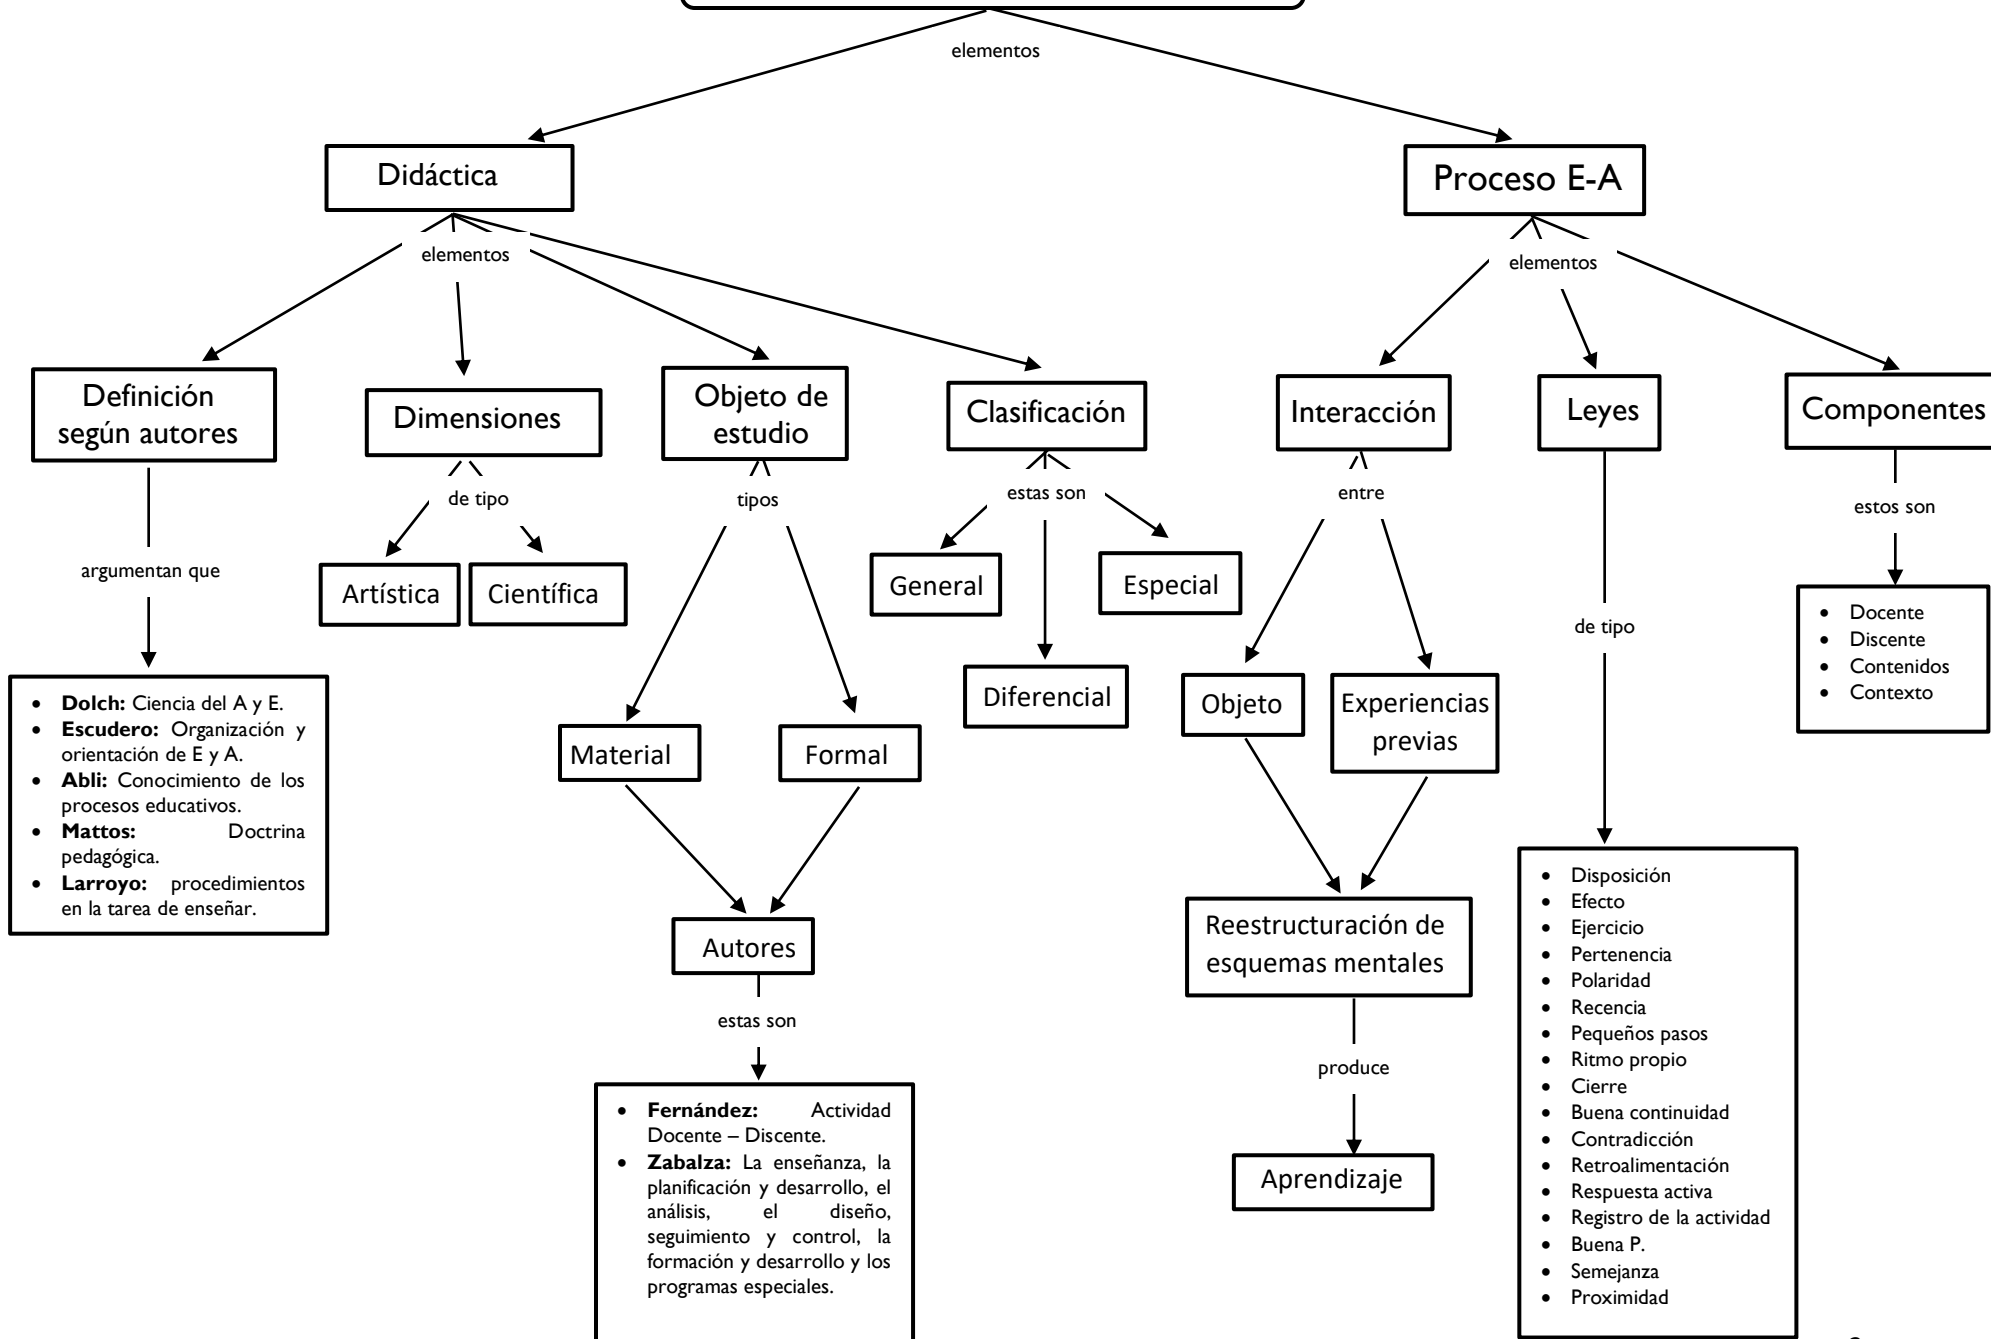 elementos
Didáctica
Proceso E-A
elementos
elementos
Definición
según autores
Dimensiones
Objeto de
estudio
Clasificación
Interacción
Leyes
Componentes
argumentan que
de tipo
tipos
estas son
entre
de tipo
estos son
Artística
Científica
General
Especial
Diferencial
• Docente
• Discente
• Contenidos
• Contexto
• Dolch: Ciencia del A y E.
• Escudero: Organización y
orientación de E y A.
• Abli: Conocimiento de los
procesos educativos.
• Mattos: Doctrina
pedagógica.
• Larroyo: procedimientos
en la tarea de enseñar.
Material
Formal
Objeto
Experiencias
previas
Autores
estas son
• Fernández: Actividad
Docente – Discente.
• Zabalza: La enseñanza, la
planificación y desarrollo, el
análisis, el diseño,
seguimiento y control, la
formación y desarrollo y los
programas especiales.
Reestructuración de
esquemas mentales
produce
Aprendizaje
• Disposición
• Efecto
• Ejercicio
• Pertenencia
• Polaridad
• Recencia
• Pequeños pasos
• Ritmo propio
• Cierre
• Buena continuidad
• Contradicción
• Retroalimentación
• Respuesta activa
• Registro de la actividad
• Buena P.
• Semejanza
• Proximidad